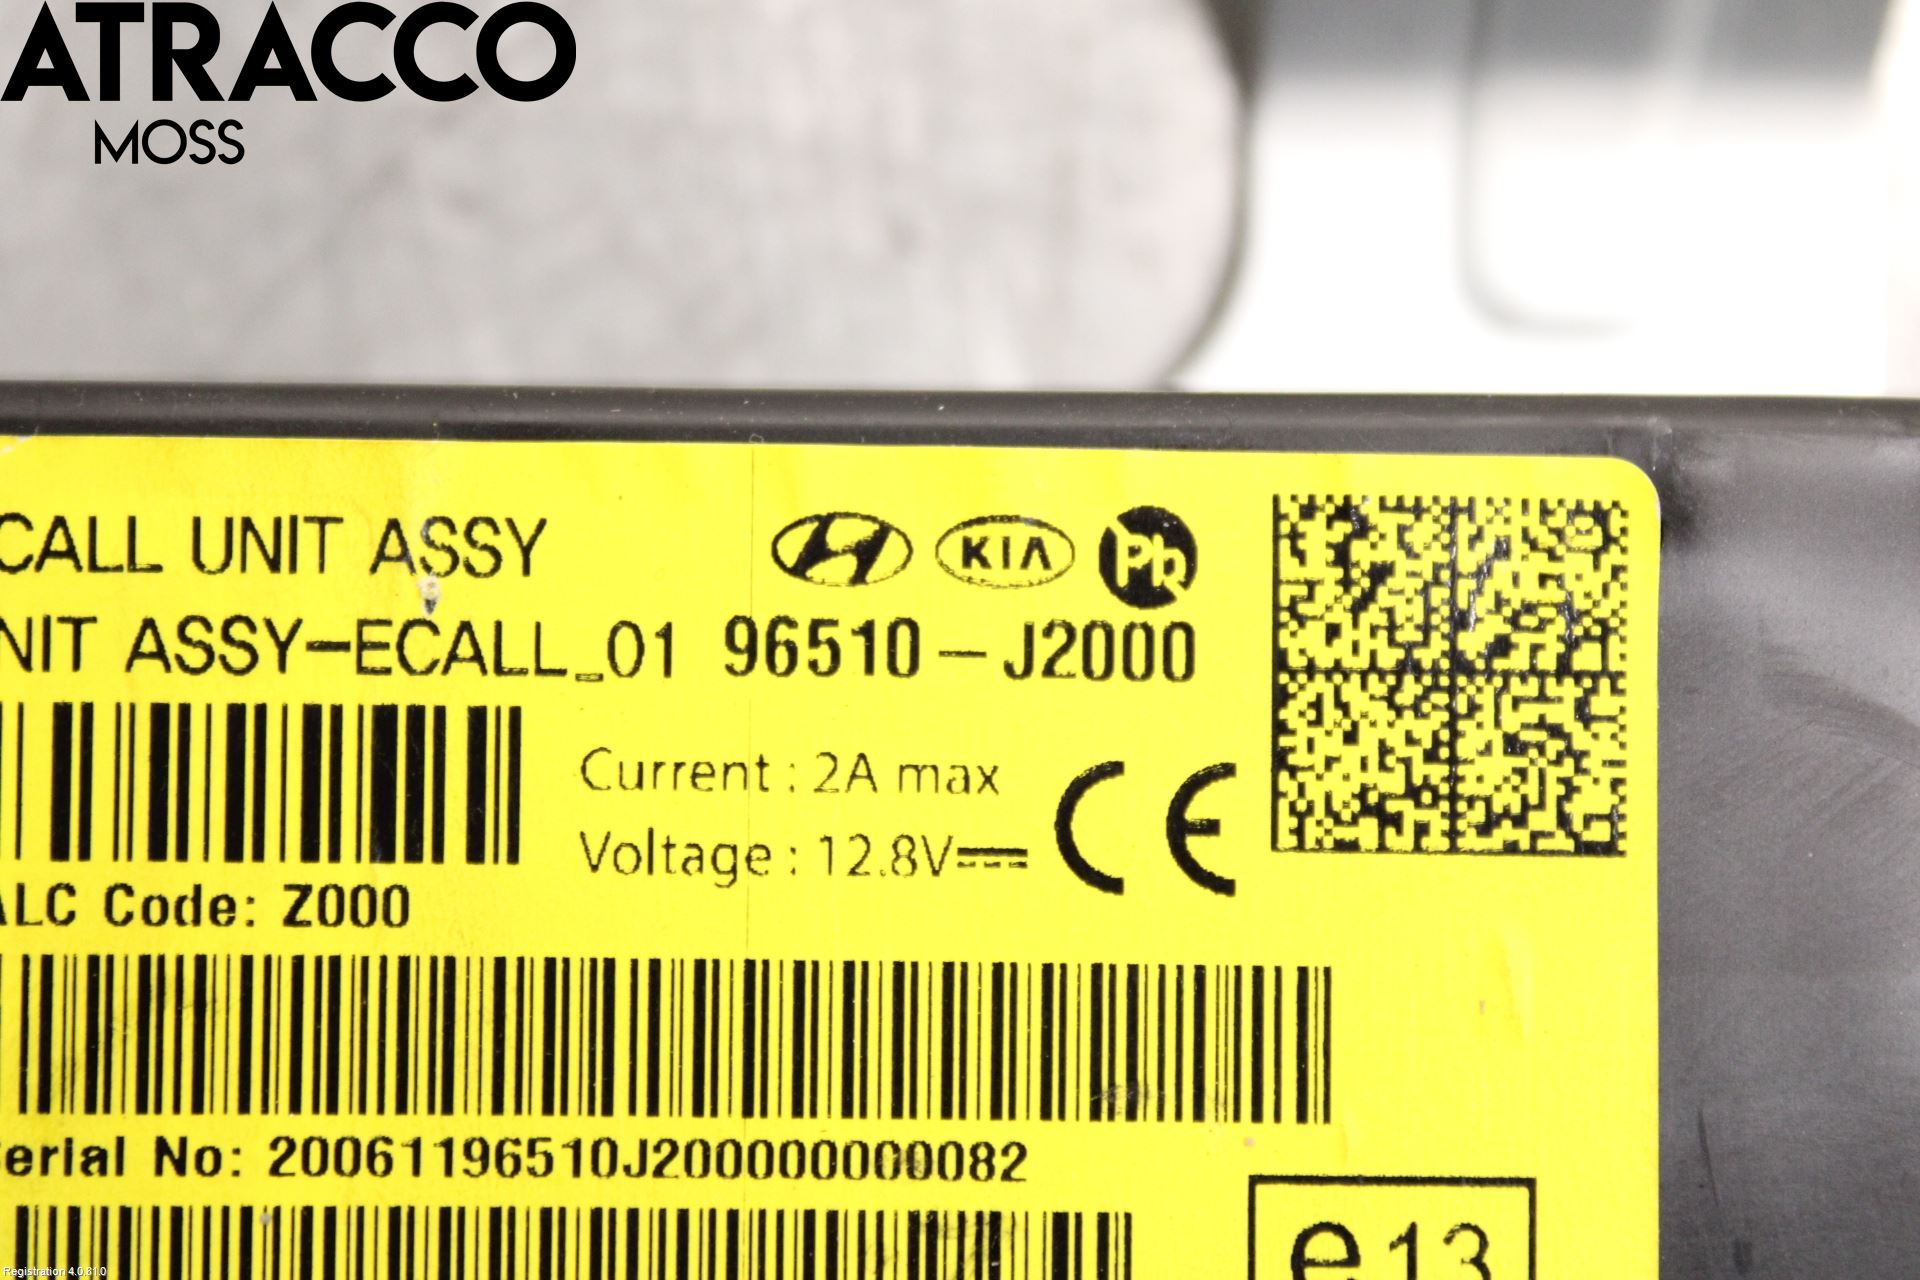 ATRACCO
MOSS
CALL UNIT ASSY
KIA Pb
NIT ASSY-ECALL_01 96510-J2000
Current : 2A max
Voltage : 12.8V
CE
ALC Code: Z000
Serial No: 20061196510J200000000082
e13
Registration 4.0.81.0